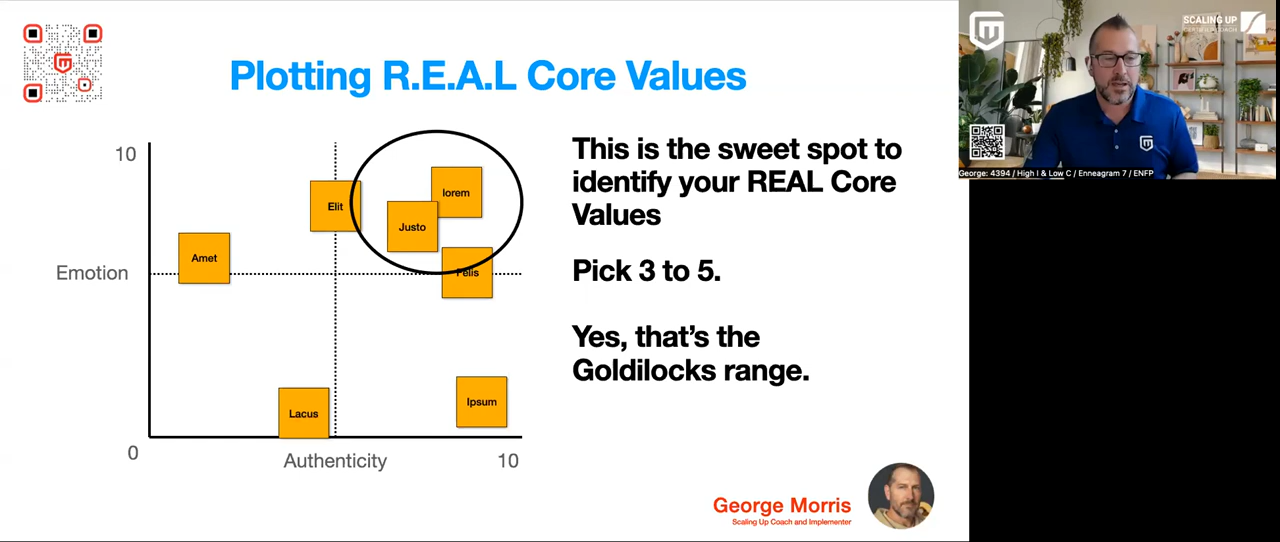 Plotting R.E.A.L Core Values
10
Emotion
0
Authenticity
10
Amet
Elit
lorem
Justo
Felis
Lacus
Ipsum
This is the sweet spot to
identify your REAL Core
Values
Pick 3 to 5.
Yes, that’s the
Goldilocks range.
George Morris
Scaling Up Coach and Implementer
SCALING UP
George: 4394 / High I & Low C / Enneagram 7 / ENFP